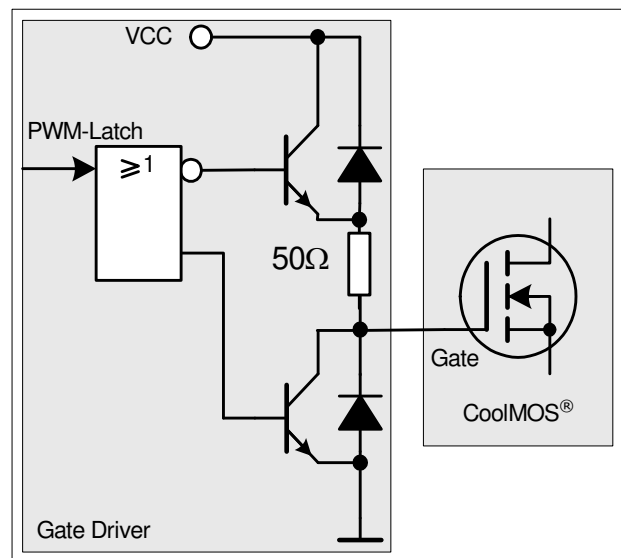 VCC
PWM-Latch
≥1
50Ω
Gate
CoolMOS®
Gate Driver